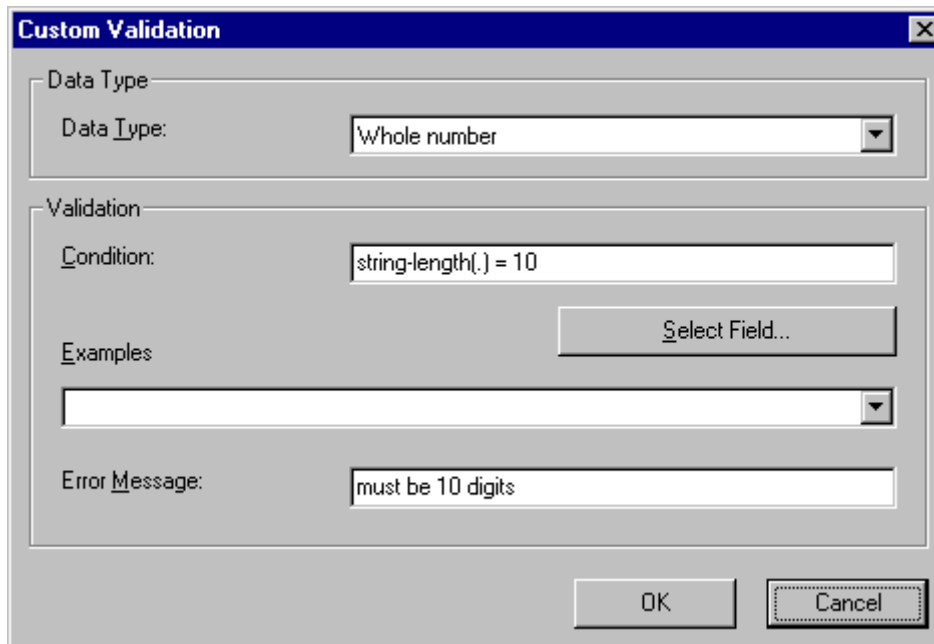 Custom Validation
Data Type
Data Type:
Whole number
Validation
Condition:
string-length(.) = 10
Select Field...
Examples
Error Message:
must be 10 digits
OK
Cancel